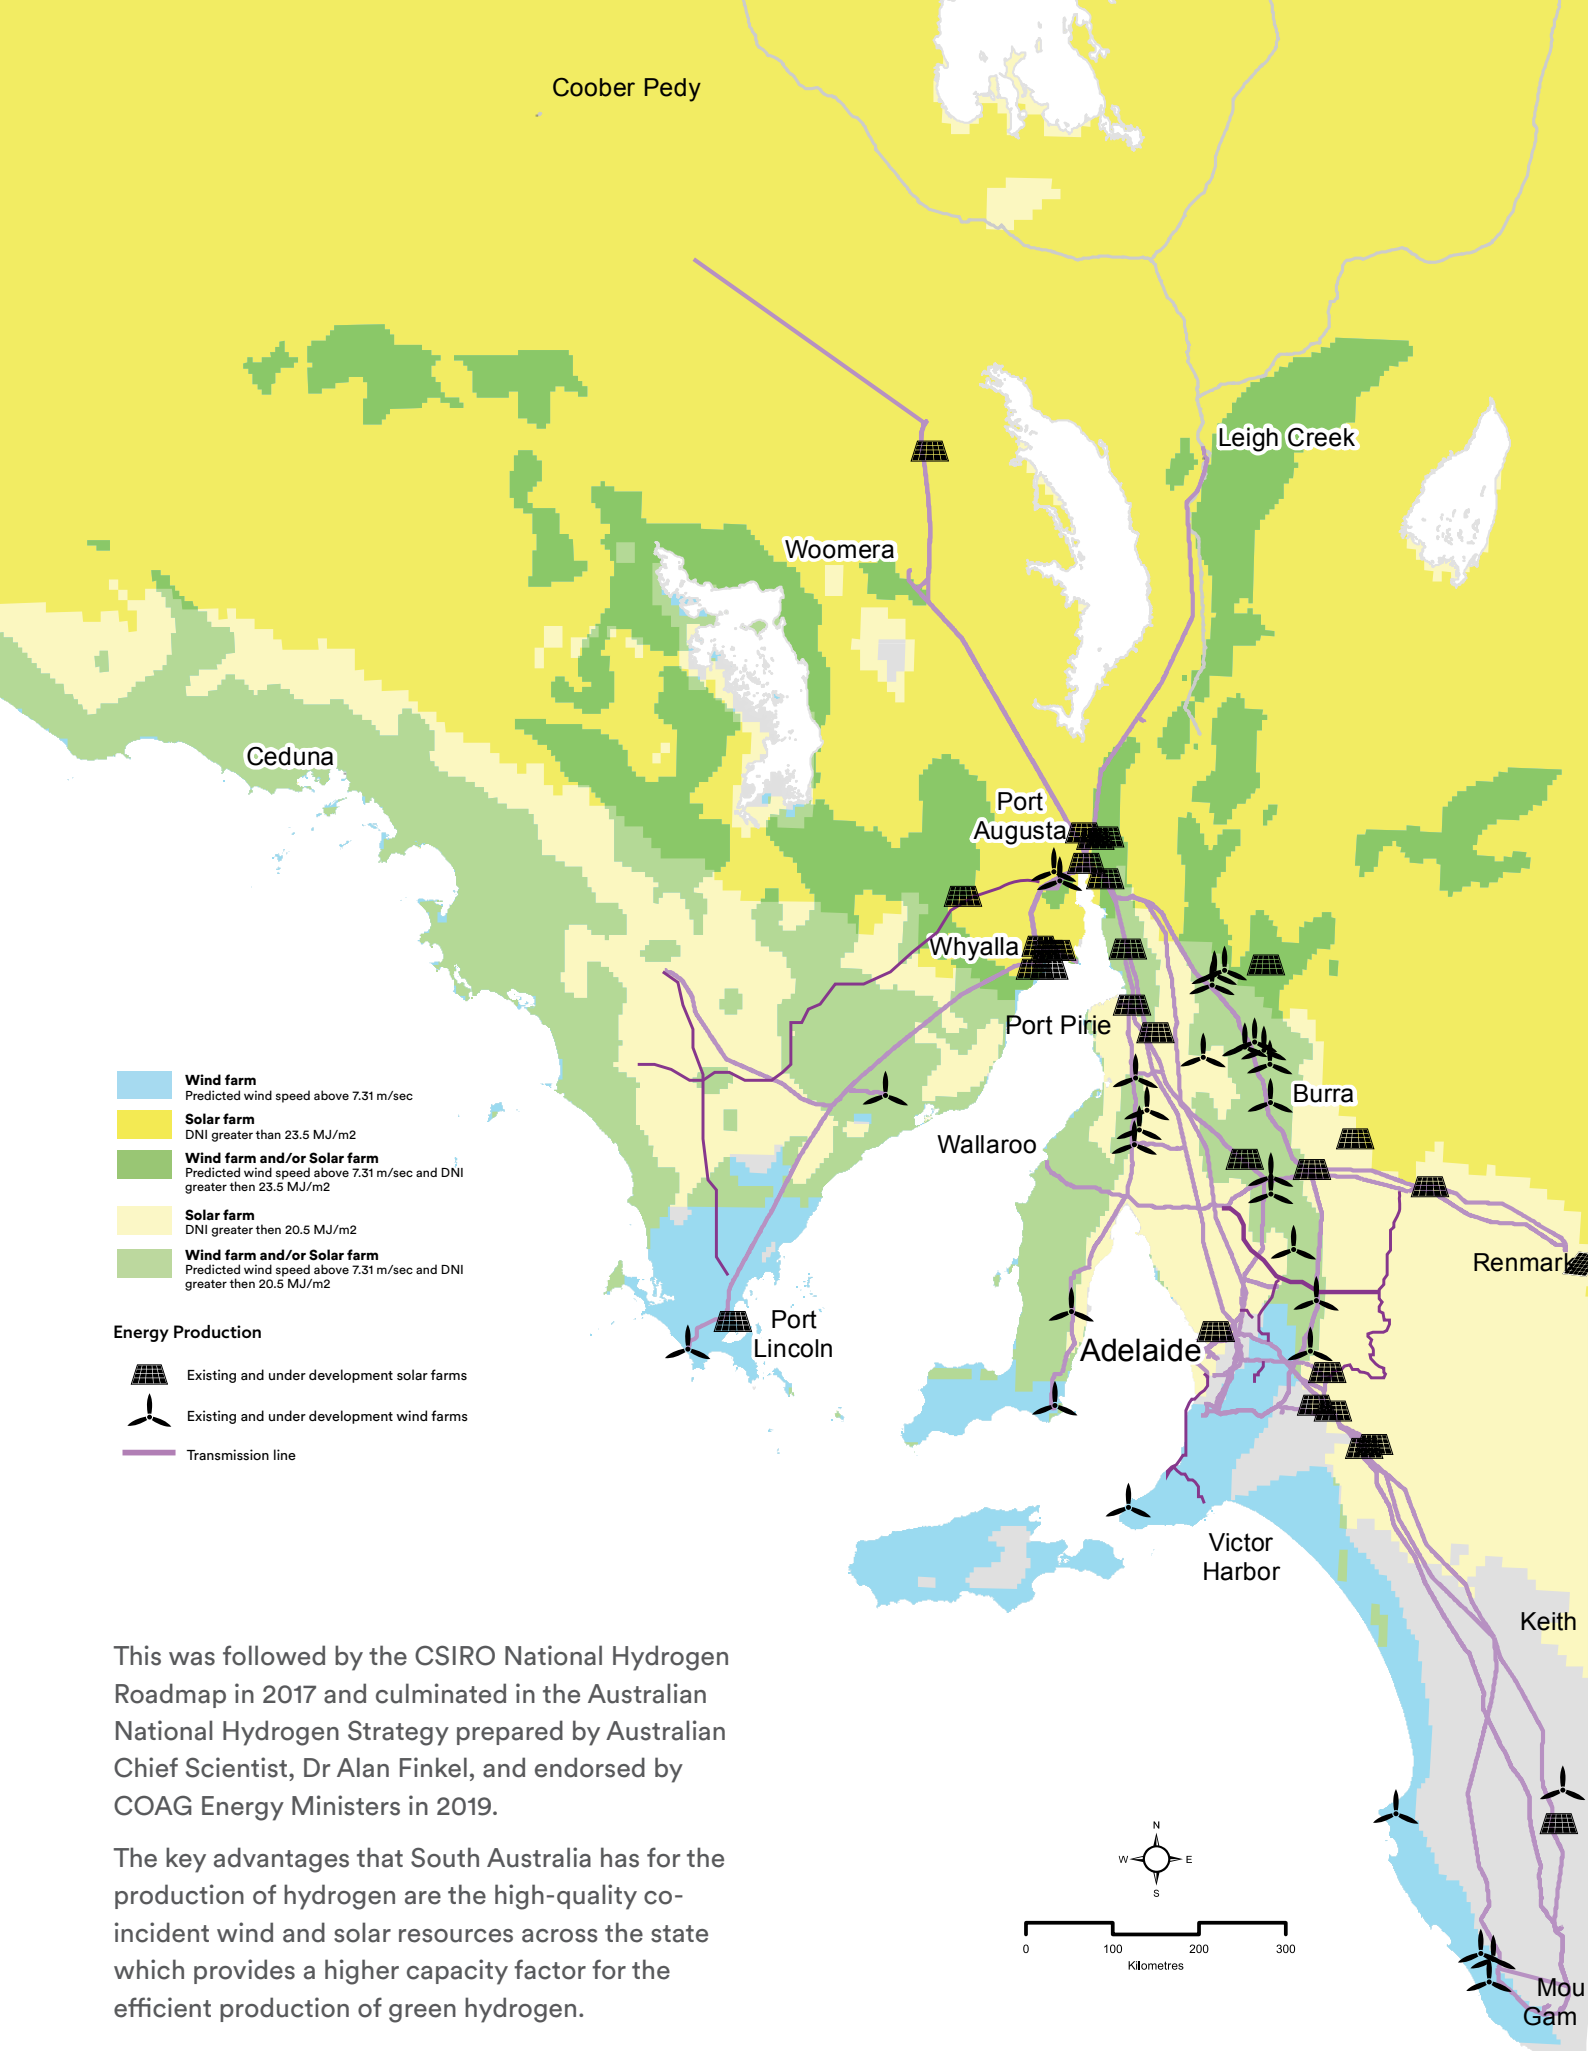 Coober Pedy
Leigh Creek
Woomera
Ceduna
Port
Augusta
Whyalla
Port Pirie
Burra
Wallaroo
Renmark
Port
Lincoln
Adelaide
Victor
Harbor
Keith
Mou
Gam
Wind farm
Predicted wind speed above 7.31 m/sec
Solar farm
DNI greater than 23.5 MJ/m2
Wind farm and/or Solar farm
Predicted wind speed above 7.31 m/sec and DNI
greater then 23.5 MJ/m2
Solar farm
DNI greater then 20.5 MJ/m2
Wind farm and/or Solar farm
Predicted wind speed above 7.31 m/sec and DNI
greater then 20.5 MJ/m2
Energy Production
Existing and under development solar farms
Existing and under development wind farms
Transmission line
This was followed by the CSIRO National Hydrogen
Roadmap in 2017 and culminated in the Australian
National Hydrogen Strategy prepared by Australian
Chief Scientist, Dr Alan Finkel, and endorsed by
COAG Energy Ministers in 2019.
The key advantages that South Australia has for the
production of hydrogen are the high-quality co-
incident wind and solar resources across the state
which provides a higher capacity factor for the
efficient production of green hydrogen.
N
W E
S
0 100 200 300
Kilometres